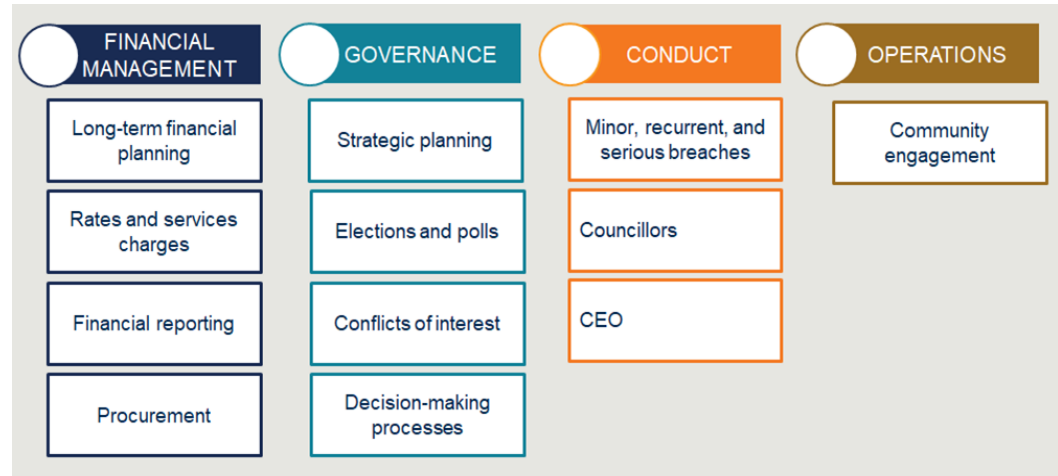 FINANCIAL
MANAGEMENT
Long-term financial
planning
Rates and services
charges
Financial reporting
Procurement
GOVERNANCE
Strategic planning
Elections and polls
Conflicts of interest
Decision-making
processes
CONDUCT
Minor, recurrent, and
serious breaches
Councillors
CEO
OPERATIONS
Community
engagement